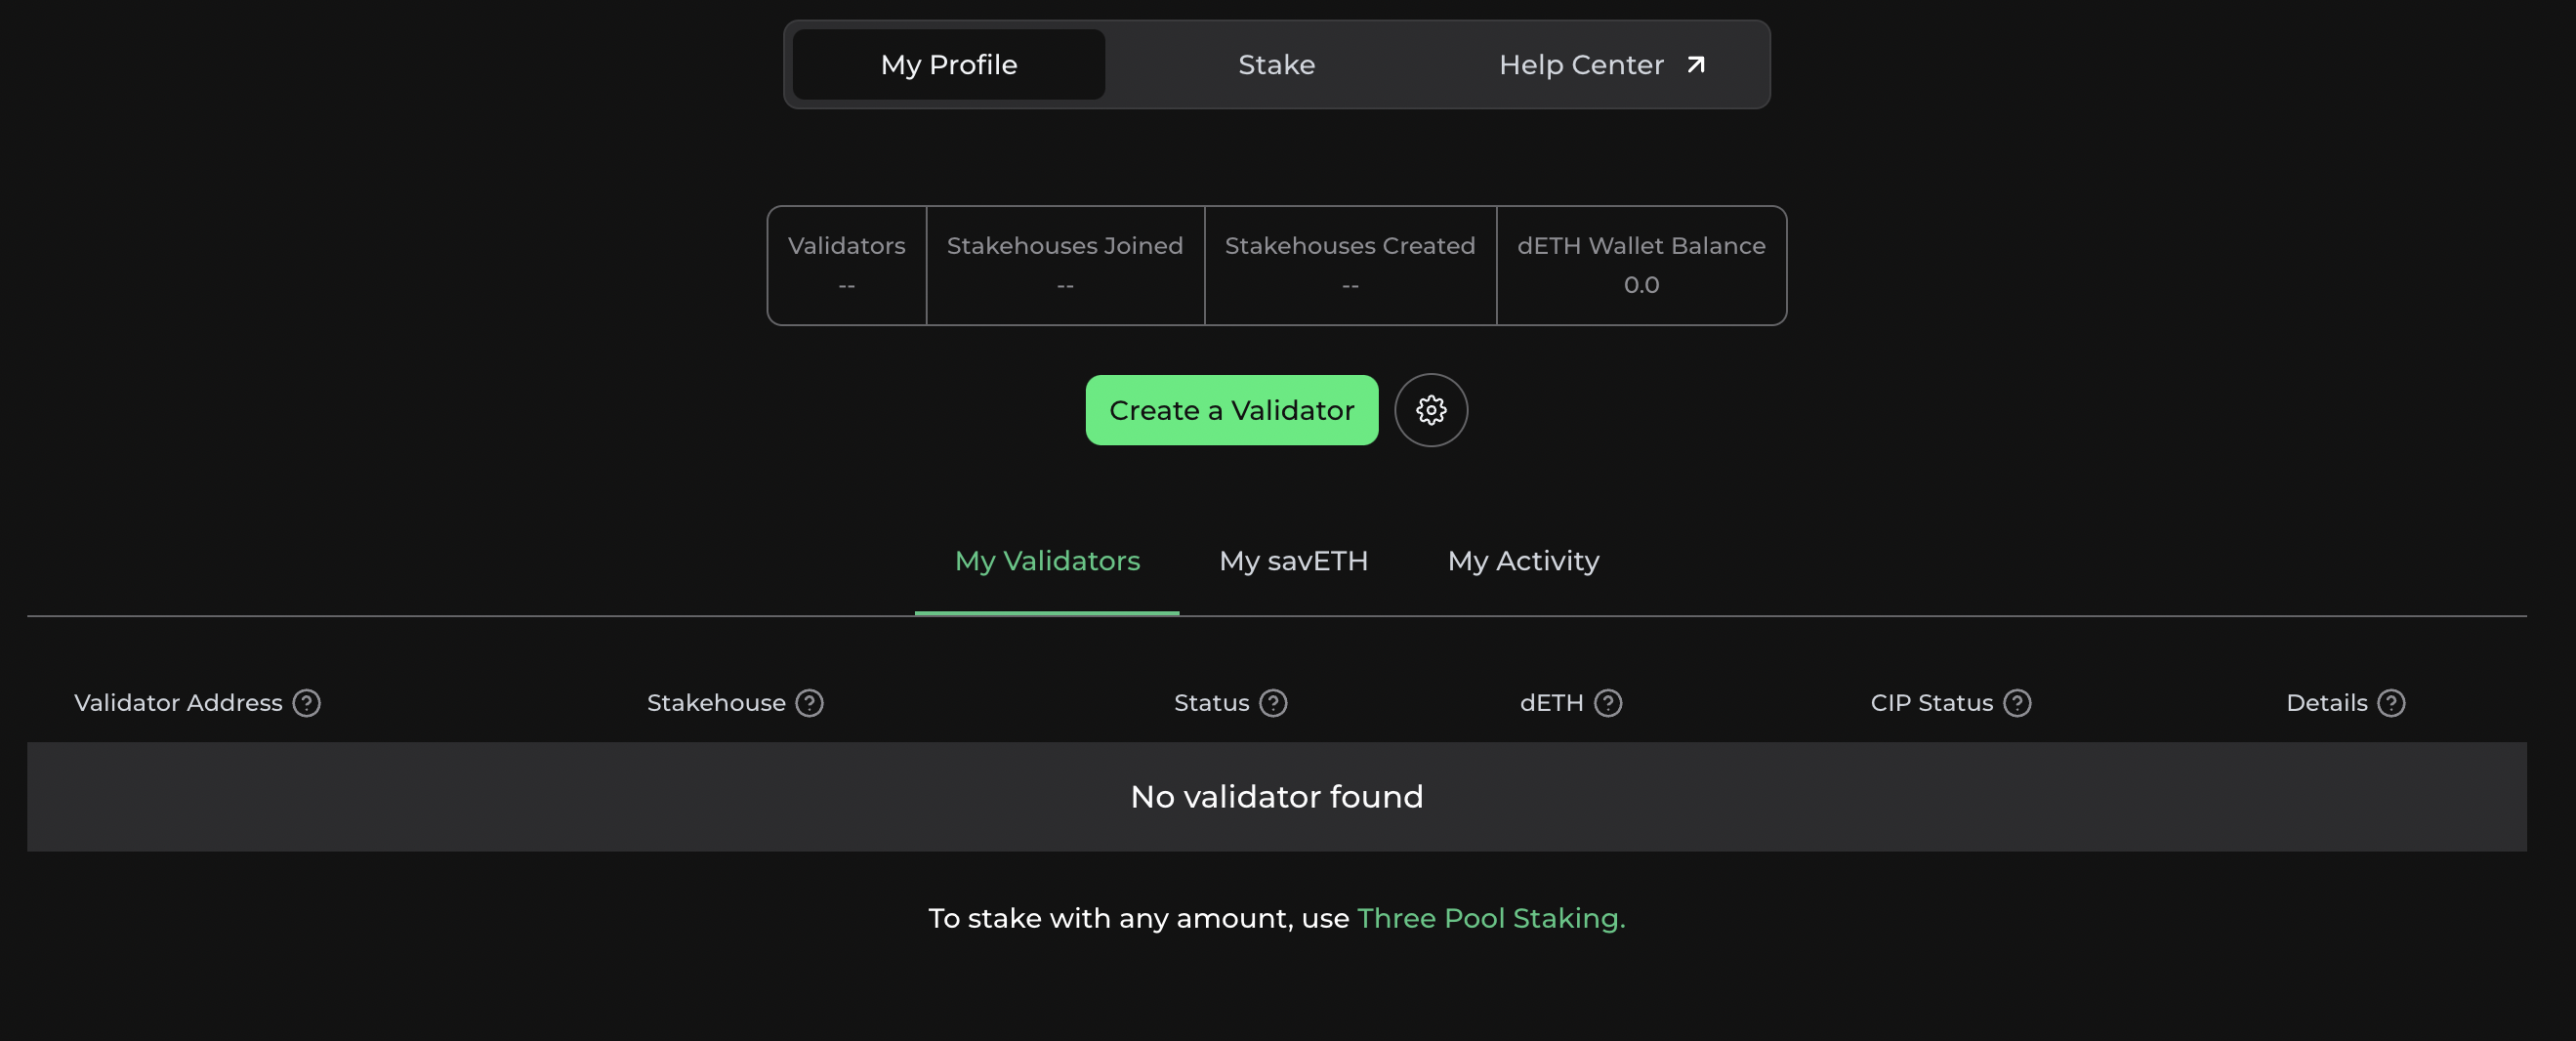 My Profile
Stake
Help Center
Validators
--
Stakehouses Joined
--
Stakehouses Created
--
dETH Wallet Balance
0.0
Create a Validator
My Validators
My savETH
My Activity
Validator Address
Stakehouse
Status
dETH
CIP Status
Details
No validator found
To stake with any amount, use Three Pool Staking.